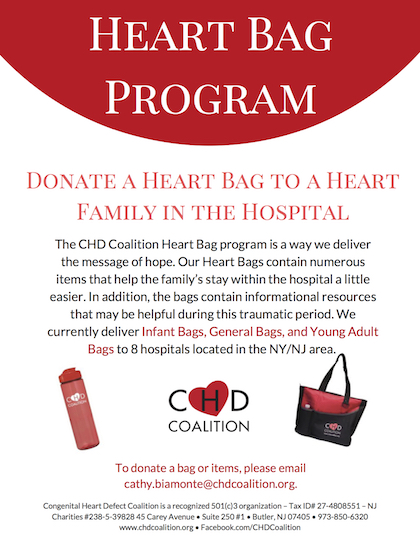 Heart Bag
Program
Donate a Heart Bag to a Heart
Family in the Hospital
The CHD Coalition Heart Bag program is a way we deliver
the message of hope. Our Heart Bags contain numerous
items that help the family's stay within the hospital a little
easier. In addition, the bags contain informational resources
that may be helpful during this traumatic period. We
currently deliver Infant Bags, General Bags, and Young Adult
Bags to 8 hospitals located in the NY/NJ area.
CHD
COALITION
CHD
COALITION
CHD
COALITION
To donate a bag or items, please email
cathy.biamonte@chdcoalition.org.
Congenital Heart Defect Coalition is a recognized 501(c)3 organization – Tax ID# 27-4808551 – NJ
Charities #238-5-39828 45 Carey Avenue • Suite 250 #1 • Butler, NJ 07405 • 973-850-6320
www.chdcoalition.org • Facebook.com/CHDCoalition